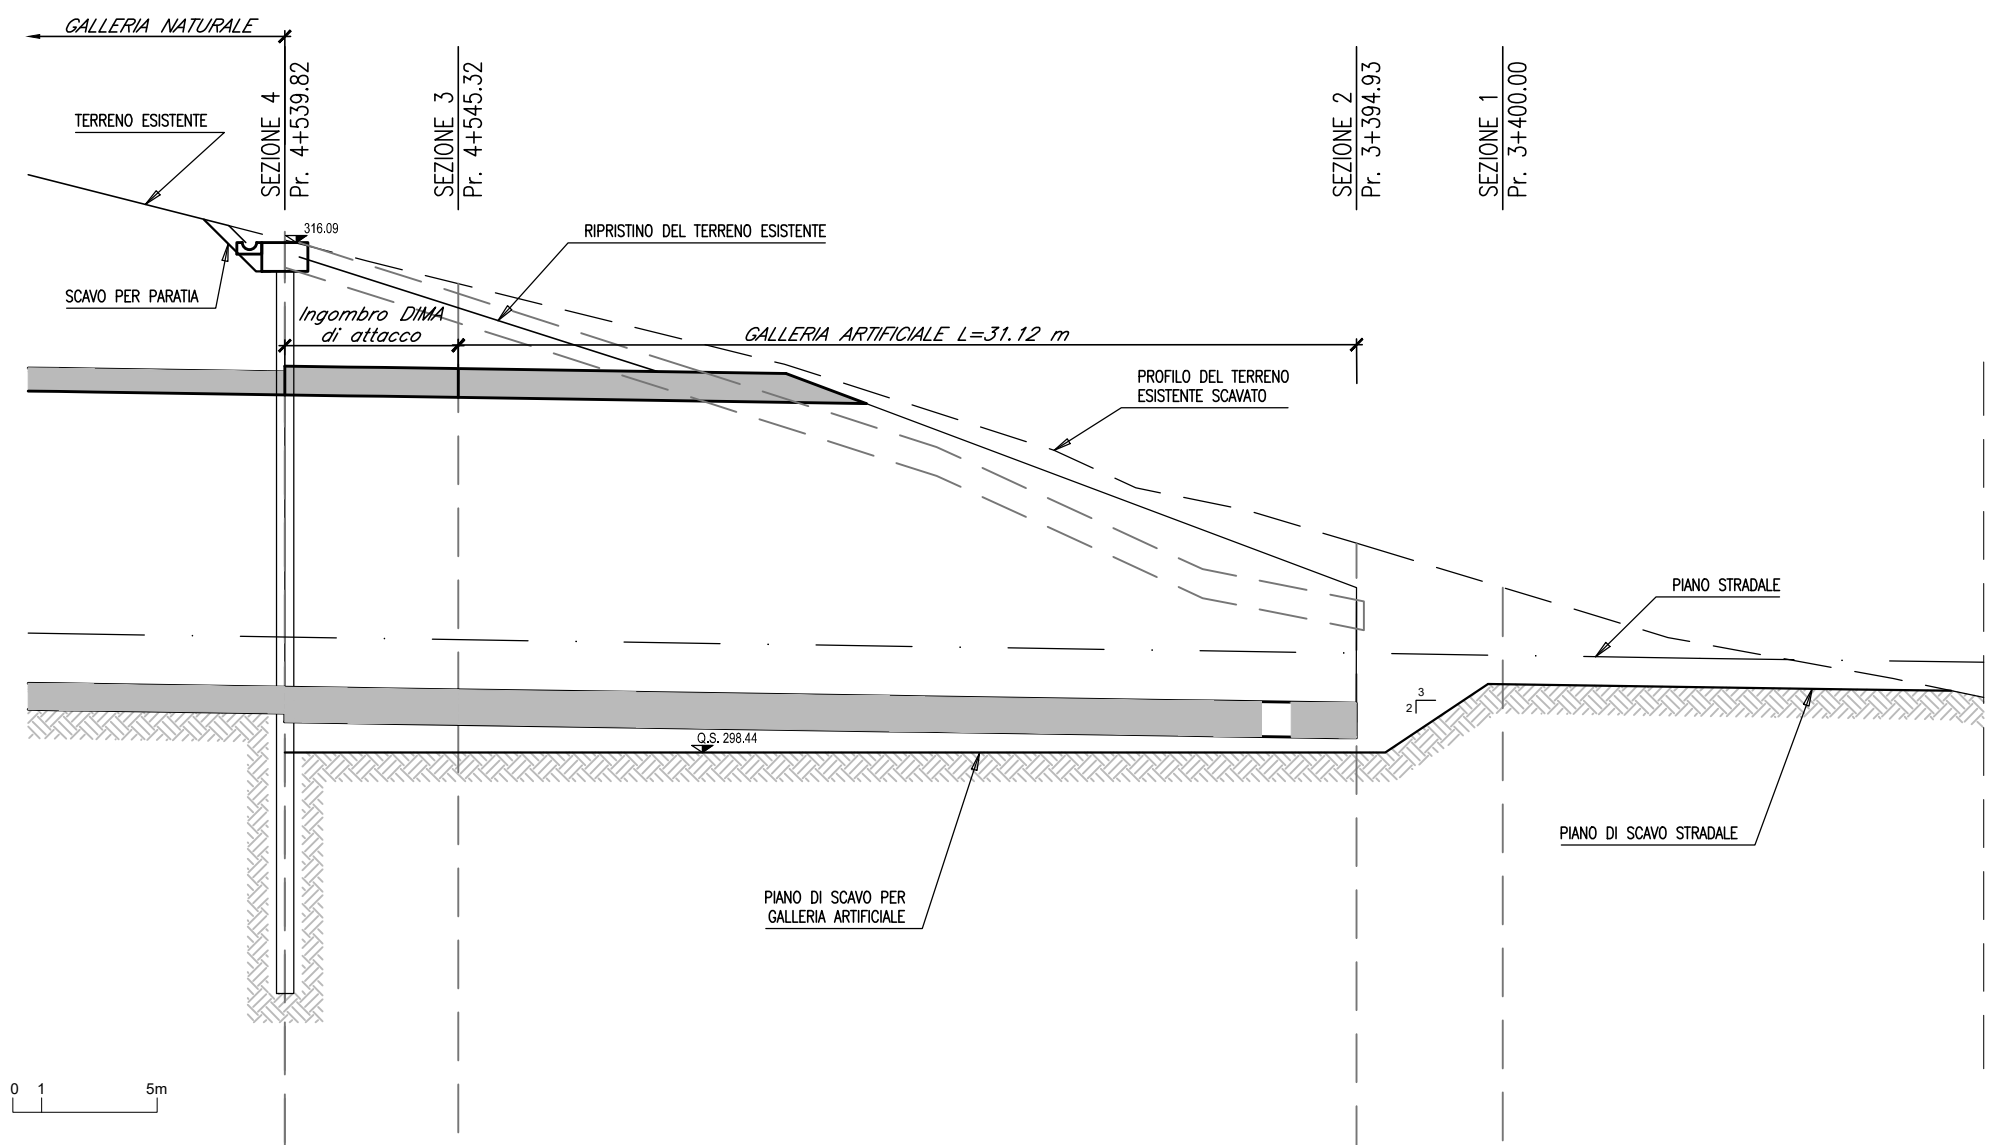 GALLERIA NATURALE
SEZIONE 4
Pr. 4+539.82
SEZIONE 3
Pr. 4+545.32
SEZIONE 2
Pr. 3+394.93
SEZIONE 1
Pr. 3+400.00
TERRENO ESISTENTE
316.09
RIPRISTINO DEL TERRENO ESISTENTE
SCAVO PER PARATIA
Ingombro DIMA
di attacco
GALLERIA ARTIFICIALE L=31.12 m
PROFILO DEL TERRENO
ESISTENTE SCAVATO
PIANO STRADALE
3
2
Q.S. 298.44
PIANO DI SCAVO STRADALE
PIANO DI SCAVO PER
GALLERIA ARTIFICIALE
0 1 5m